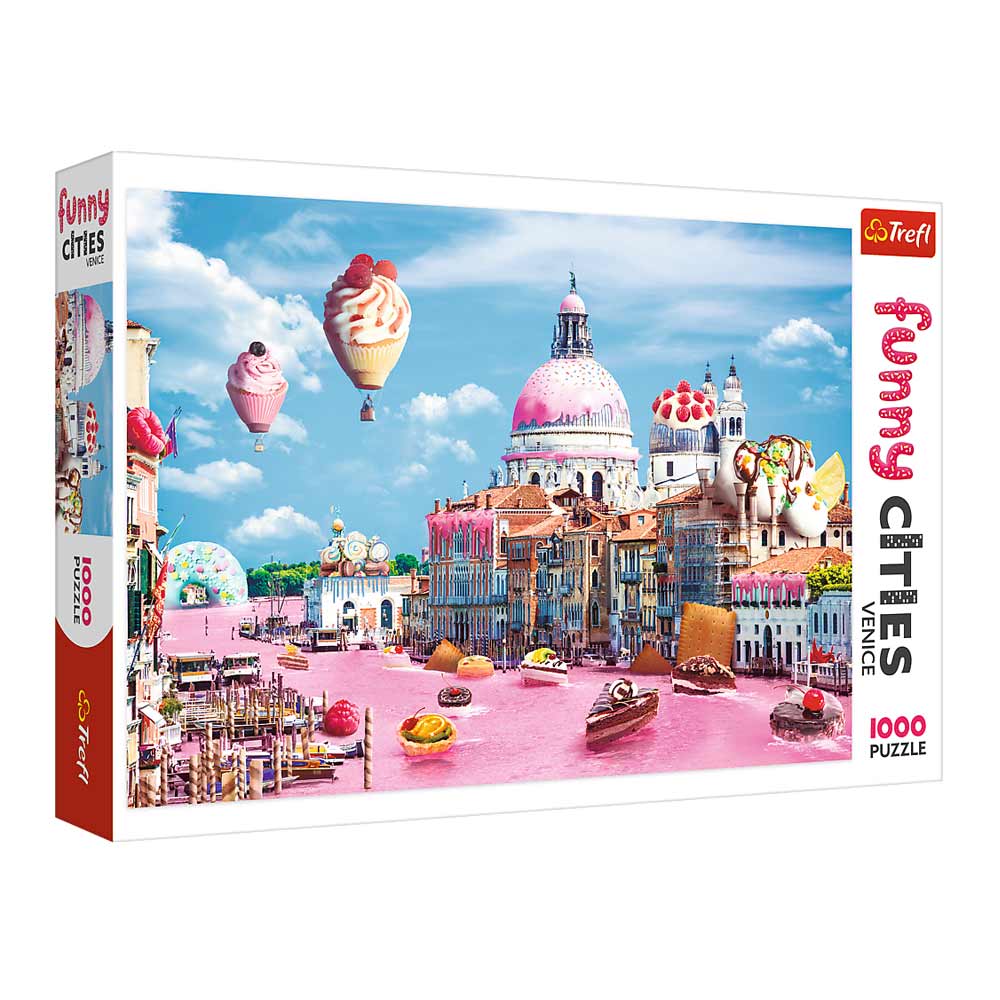 funny
CITIES
VENICE
1000
PUZZLE
Trefl
Trefl
funny
CITIES
VENICE
1000
PUZZLE